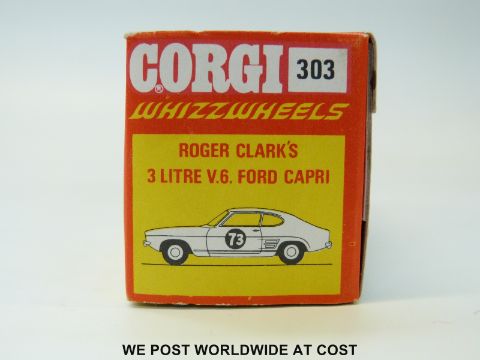 CORGI 303
®
WHIZZWHEELS
ROGER CLARK'S
3 LITRE V.6. FORD CAPRI
73
WE POST WORLDWIDE AT COST